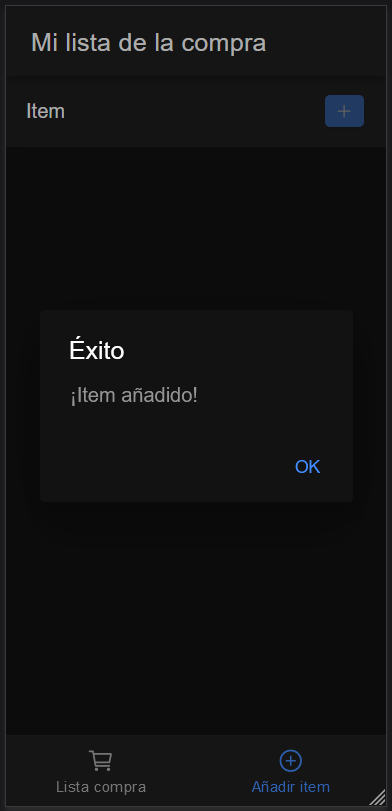 Mi lista de la compra
Item
Éxito
¡Item añadido!
OK
Lista compra
Añadir item